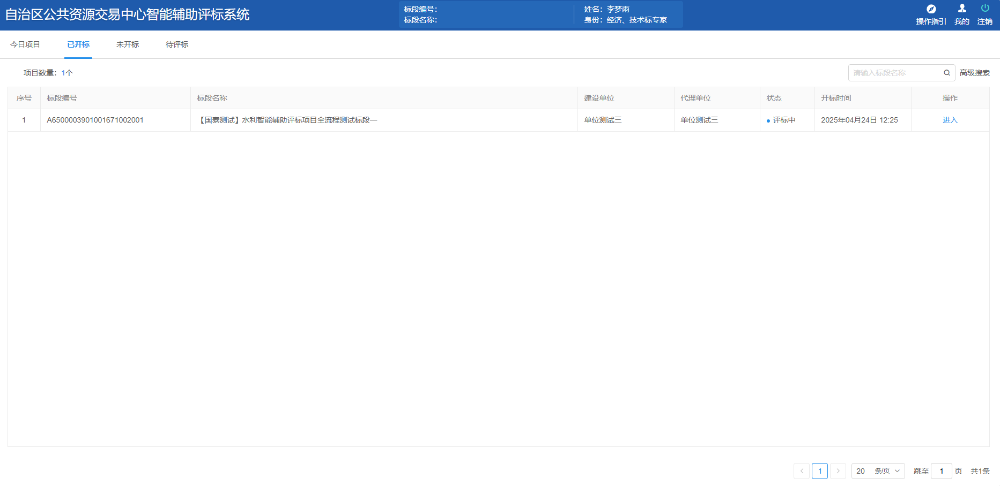 自治区公共资源交易中心智能辅助评标系统
标段编号：
标段名称：
姓名：李梦雨
身份：经济、技术标专家
操作指引 我的 注销
今日项目 已开标 未开标 待评标
项目数量：1个
请输入标段名称 高级搜索
序号 标段编号 标段名称 建设单位 代理单位 状态 开标时间 操作
1 A6500003901001671002001 【国泰测试】水利智能辅助评标项目全流程测试标段一 单位测试三 单位测试三 评标中 2025年04月24日 12:25 进入
1 20 条/页 跳至 1 页 共1条